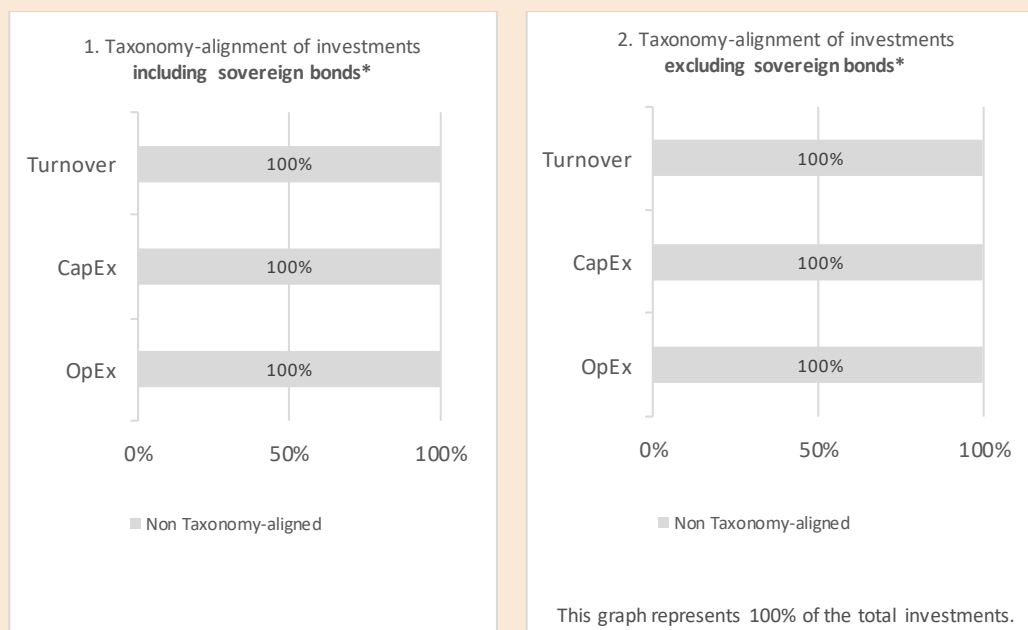 1. Taxonomy-alignment of investments
including sovereign bonds*
Turnover
100%
CapEx
100%
OpEx
100%
0%
50%
100%
Non Taxonomy-aligned
2. Taxonomy-alignment of investments
excluding sovereign bonds*
Turnover
100%
CapEx
100%
OpEx
100%
0%
50%
100%
Non Taxonomy-aligned
This graph represents 100% of the total investments.